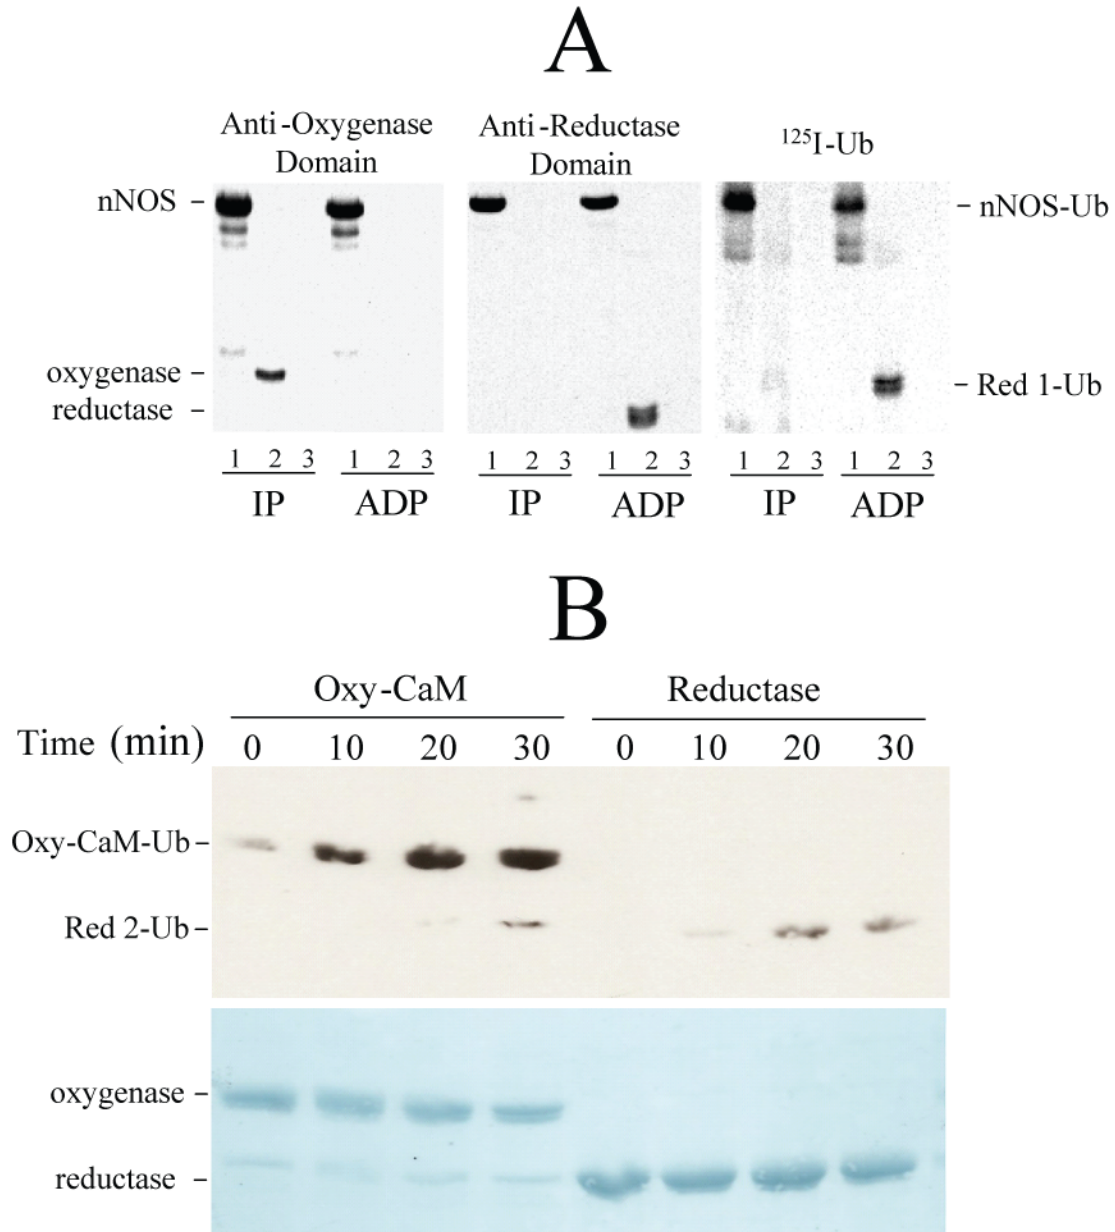 A
Anti-Oxygenase
Domain
Anti-Reductase
Domain
125I-Ub
nNOS
nNOS-Ub
oxygenase
reductase
Red 1-Ub
1 2 3 1 2 3 1 2 3 1 2 3 1 2 3 1 2 3
IP ADP IP ADP IP ADP
B
Oxy-CaM Reductase
Time (min) 0 10 20 30 0 10 20 30
Oxy-CaM-Ub
Red 2-Ub
oxygenase
reductase